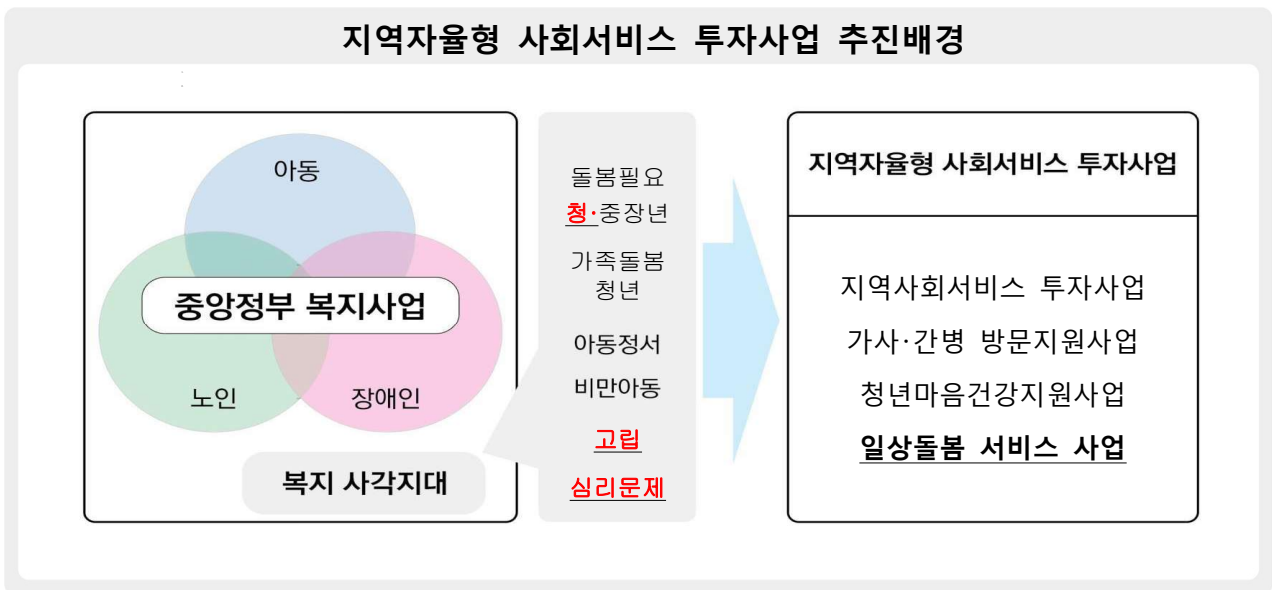 지역자율형 사회서비스 투자사업 추진배경
아동
중앙정부 복지사업
노인
장애인
복지 사각지대
돌봄필요
청·중장년
가족돌봄
청년
아동정서
비만아동
고립
심리문제
지역자율형 사회서비스 투자사업
지역사회서비스 투자사업
가사·간병 방문지원사업
청년마음건강지원사업
일상돌봄 서비스 사업